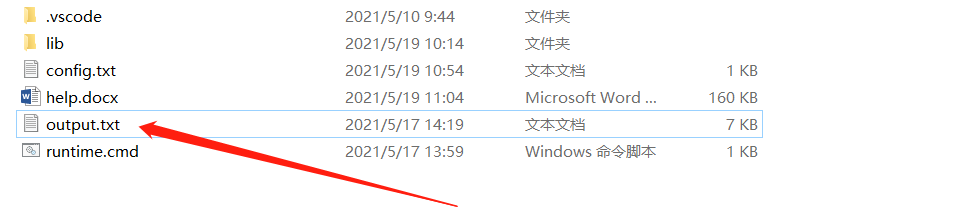 .vscode 2021/5/10 9:44 文件夹
lib 2021/5/19 10:14 文件夹
config.txt 2021/5/19 10:54 文本文档 1 KB
help.docx 2021/5/19 11:04 Microsoft Word ... 160 KB
output.txt 2021/5/17 14:19 文本文档 7 KB
runtime.cmd 2021/5/17 13:59 Windows 命令脚本 1 KB